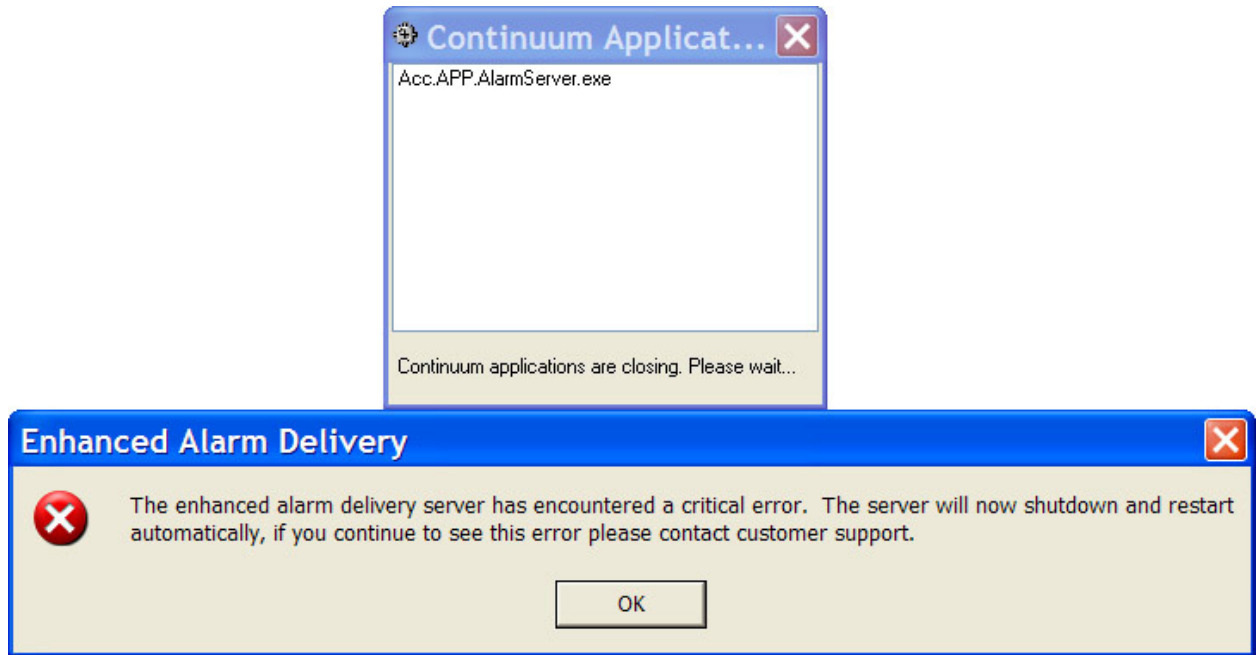 Continuum Applicat...
Acc.APP.AlarmServer.exe
Continuum applications are closing. Please wait...
Enhanced Alarm Delivery
The enhanced alarm delivery server has encountered a critical error. The server will now shutdown and restart
automatically, if you continue to see this error please contact customer support.
OK